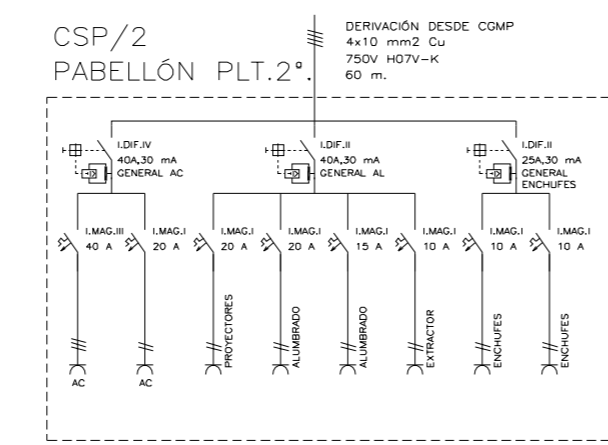 CSP/2
PABELLÓN PLT.2ª.
DERIVACIÓN DESDE CGMP
4x10 mm2 Cu
750V H07V-K
60 m.
I.DIF.IV
40A,30 mA
GENERAL AC
I.DIF.II
40A,30 mA
GENERAL AL
I.DIF.II
25A,30 mA
GENERAL
ENCHUFES
I.MAG.III
40 A
I.MAG.I
20 A
I.MAG.I
20 A
I.MAG.I
20 A
I.MAG.I
15 A
I.MAG.I
10 A
I.MAG.I
10 A
I.MAG.I
10 A
AC
AC
PROYECTORES
ALUMBRADO
ALUMBRADO
EXTRACTOR
ENCHUFES
ENCHUFES